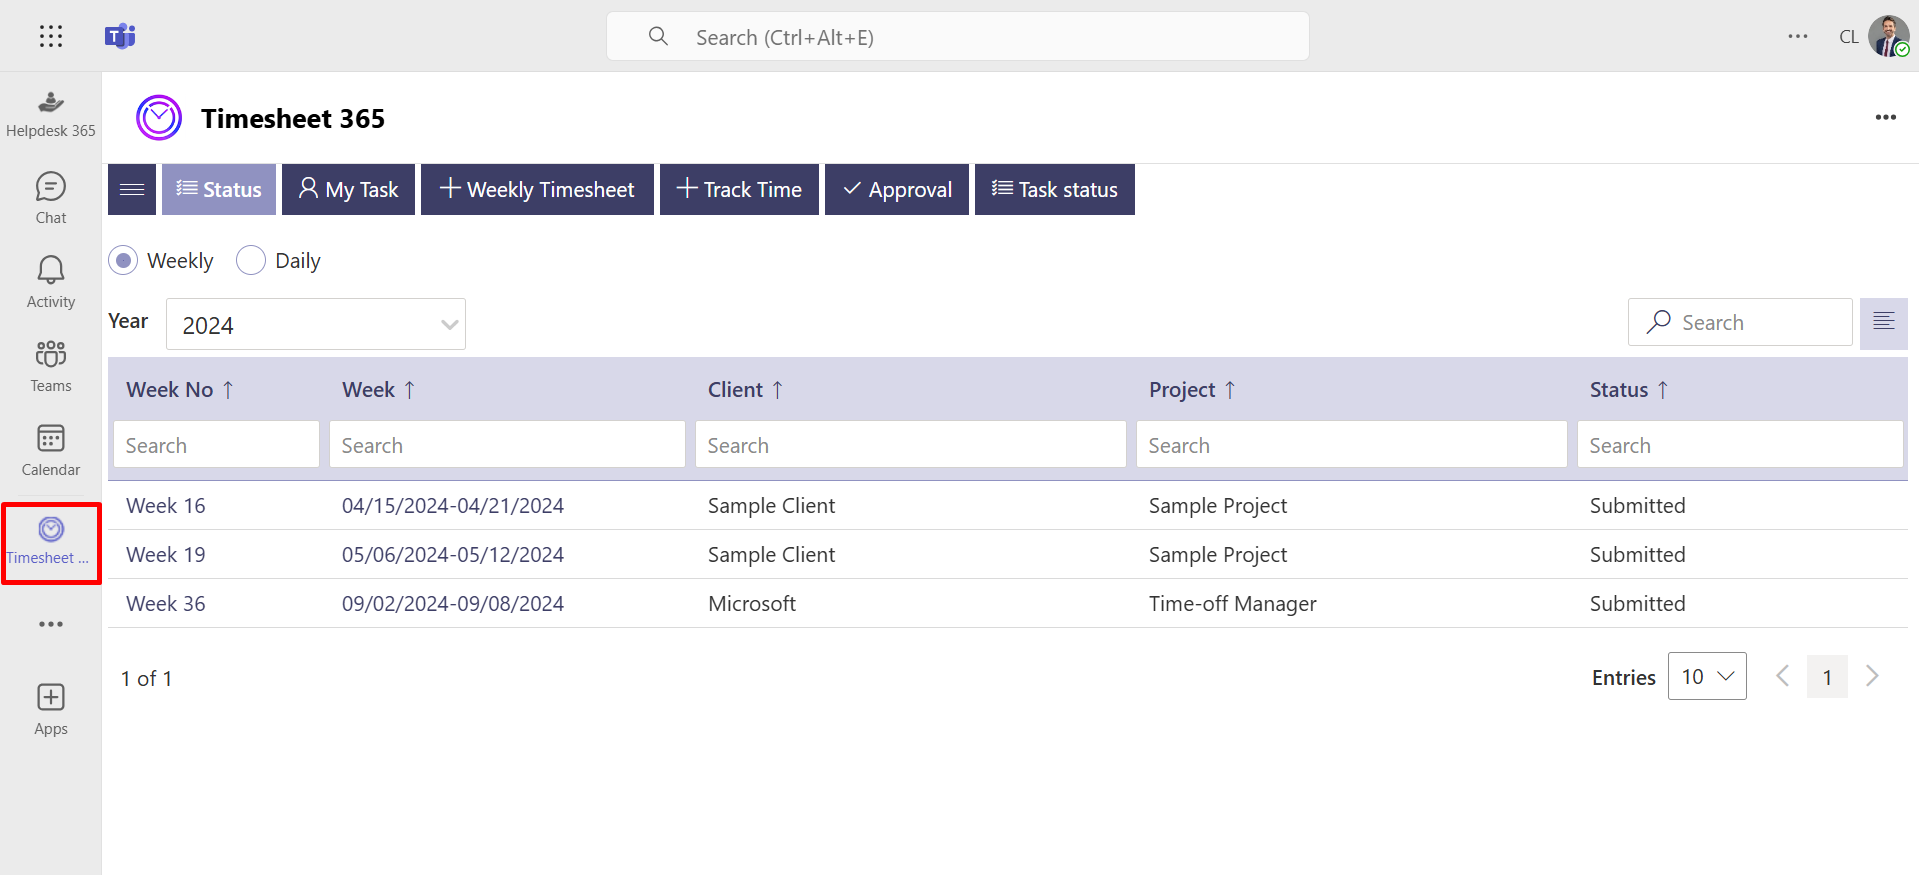 Search (Ctrl+Alt+E)
CL
Helpdesk 365
Chat
Activity
Teams
Calendar
Timesheet ...
Apps
Timesheet 365
Status
My Task
Weekly Timesheet
Track Time
Approval
Task status
Weekly Daily
Year 2024
Search
Week No Week Client Project Status
Search Search Search Search Search
Week 16 04/15/2024-04/21/2024 Sample Client Sample Project Submitted
Week 19 05/06/2024-05/12/2024 Sample Client Sample Project Submitted
Week 36 09/02/2024-09/08/2024 Microsoft Time-off Manager Submitted
1 of 1 Entries 10 1